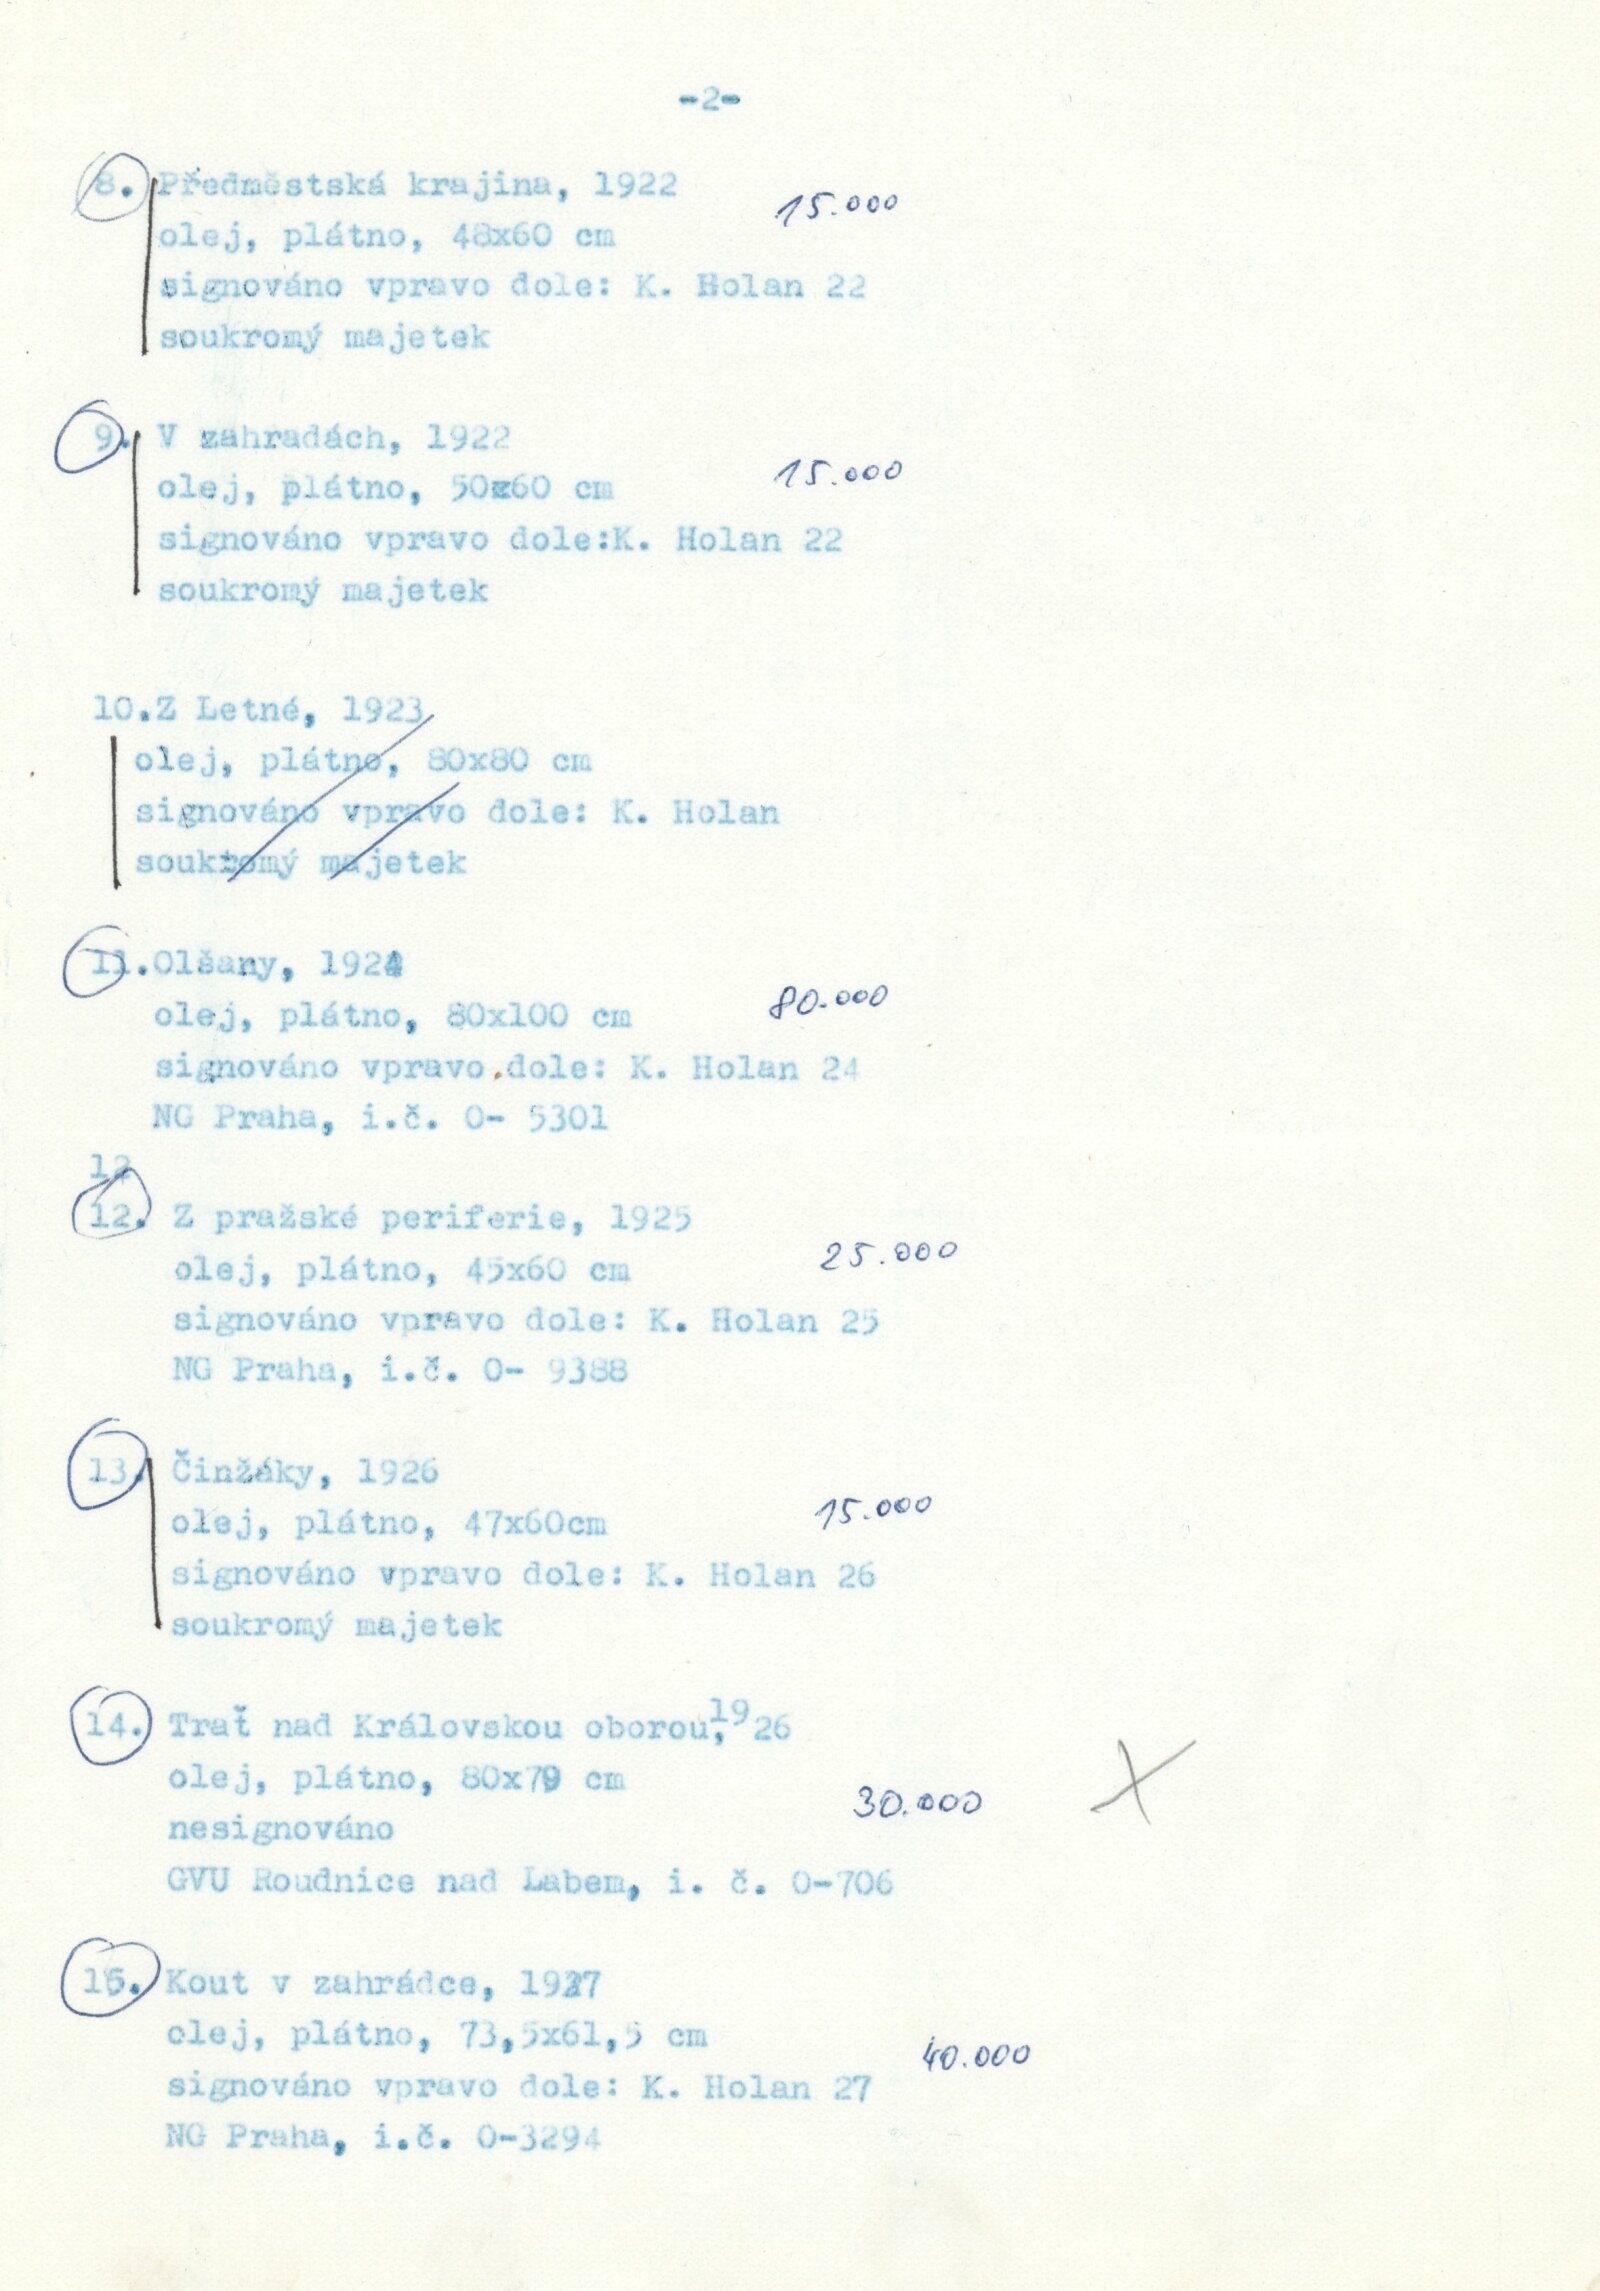 -2-
8. Předměstská krajina, 1922
15.000
olej, plátno, 48x60 cm
signováno vpravo dole: K. Holan 22
soukromý majetek
9. V zahradách, 1922
15.000
olej, plátno, 50x60 cm
signováno vpravo dole:K. Holan 22
soukromý majetek
10.Z Letné, 1923
olej, plátno, 80x80 cm
signováno vpravo dole: K. Holan
soukromý majetek
11.Olšany, 1924
80.000
olej, plátno, 80x100 cm
signováno vpravo dole: K. Holan 24
NG Praha, i.č. O- 5301
12
12. Z pražské periferie, 1925
25.000
olej, plátno, 45x60 cm
signováno vpravo dole: K. Holan 25
NG Praha, i.č. O- 9388
13. Činžáky, 1926
15.000
olej, plátno, 47x60cm
signováno vpravo dole: K. Holan 26
soukromý majetek
14. Trať nad Královskou oborou, 1926
olej, plátno, 80x79 cm
30.000
nesignováno
GVU Roudnice nad Labem, i. č. O-706
15. Kout v zahrádce, 1927
olej, plátno, 73,5x61,5 cm
40.000
signováno vpravo dole: K. Holan 27
NG Praha, i.č. O-3294